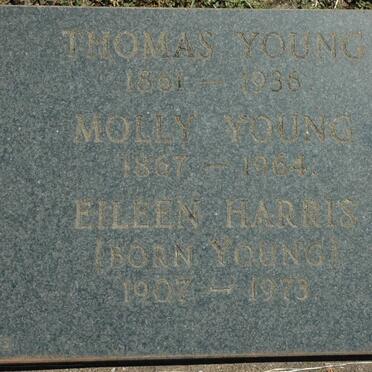 THOMAS YOUNG
1861 — 1936.
MOLLY YOUNG
1867 — 1964.
EILEEN HARRIS
(BORN YOUNG)
1907 — 1973.